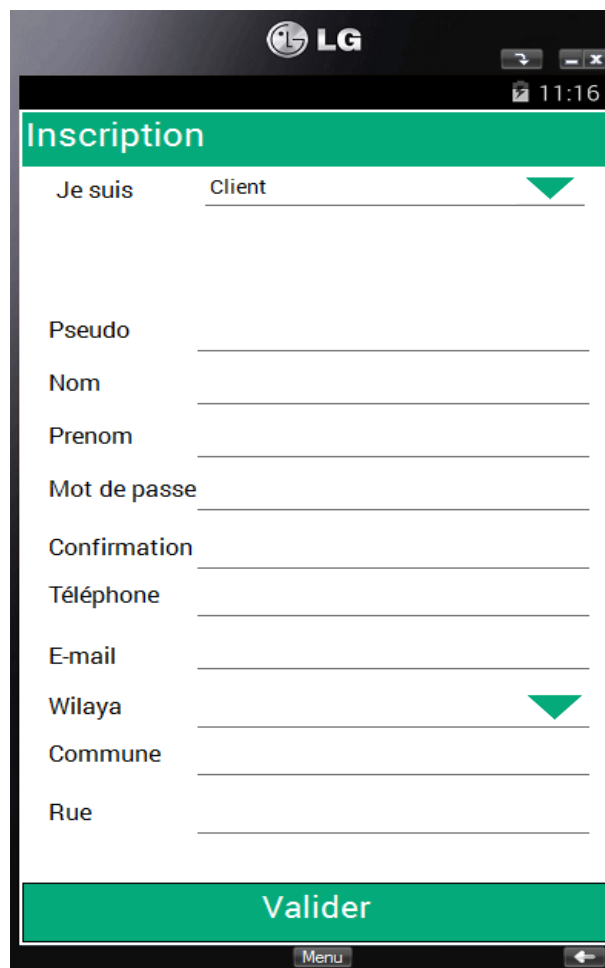 LG
11:16
Inscription
Je suis Client
Pseudo
Nom
Prenom
Mot de passe
Confirmation
Téléphone
E-mail
Wilaya
Commune
Rue
Valider
Menu